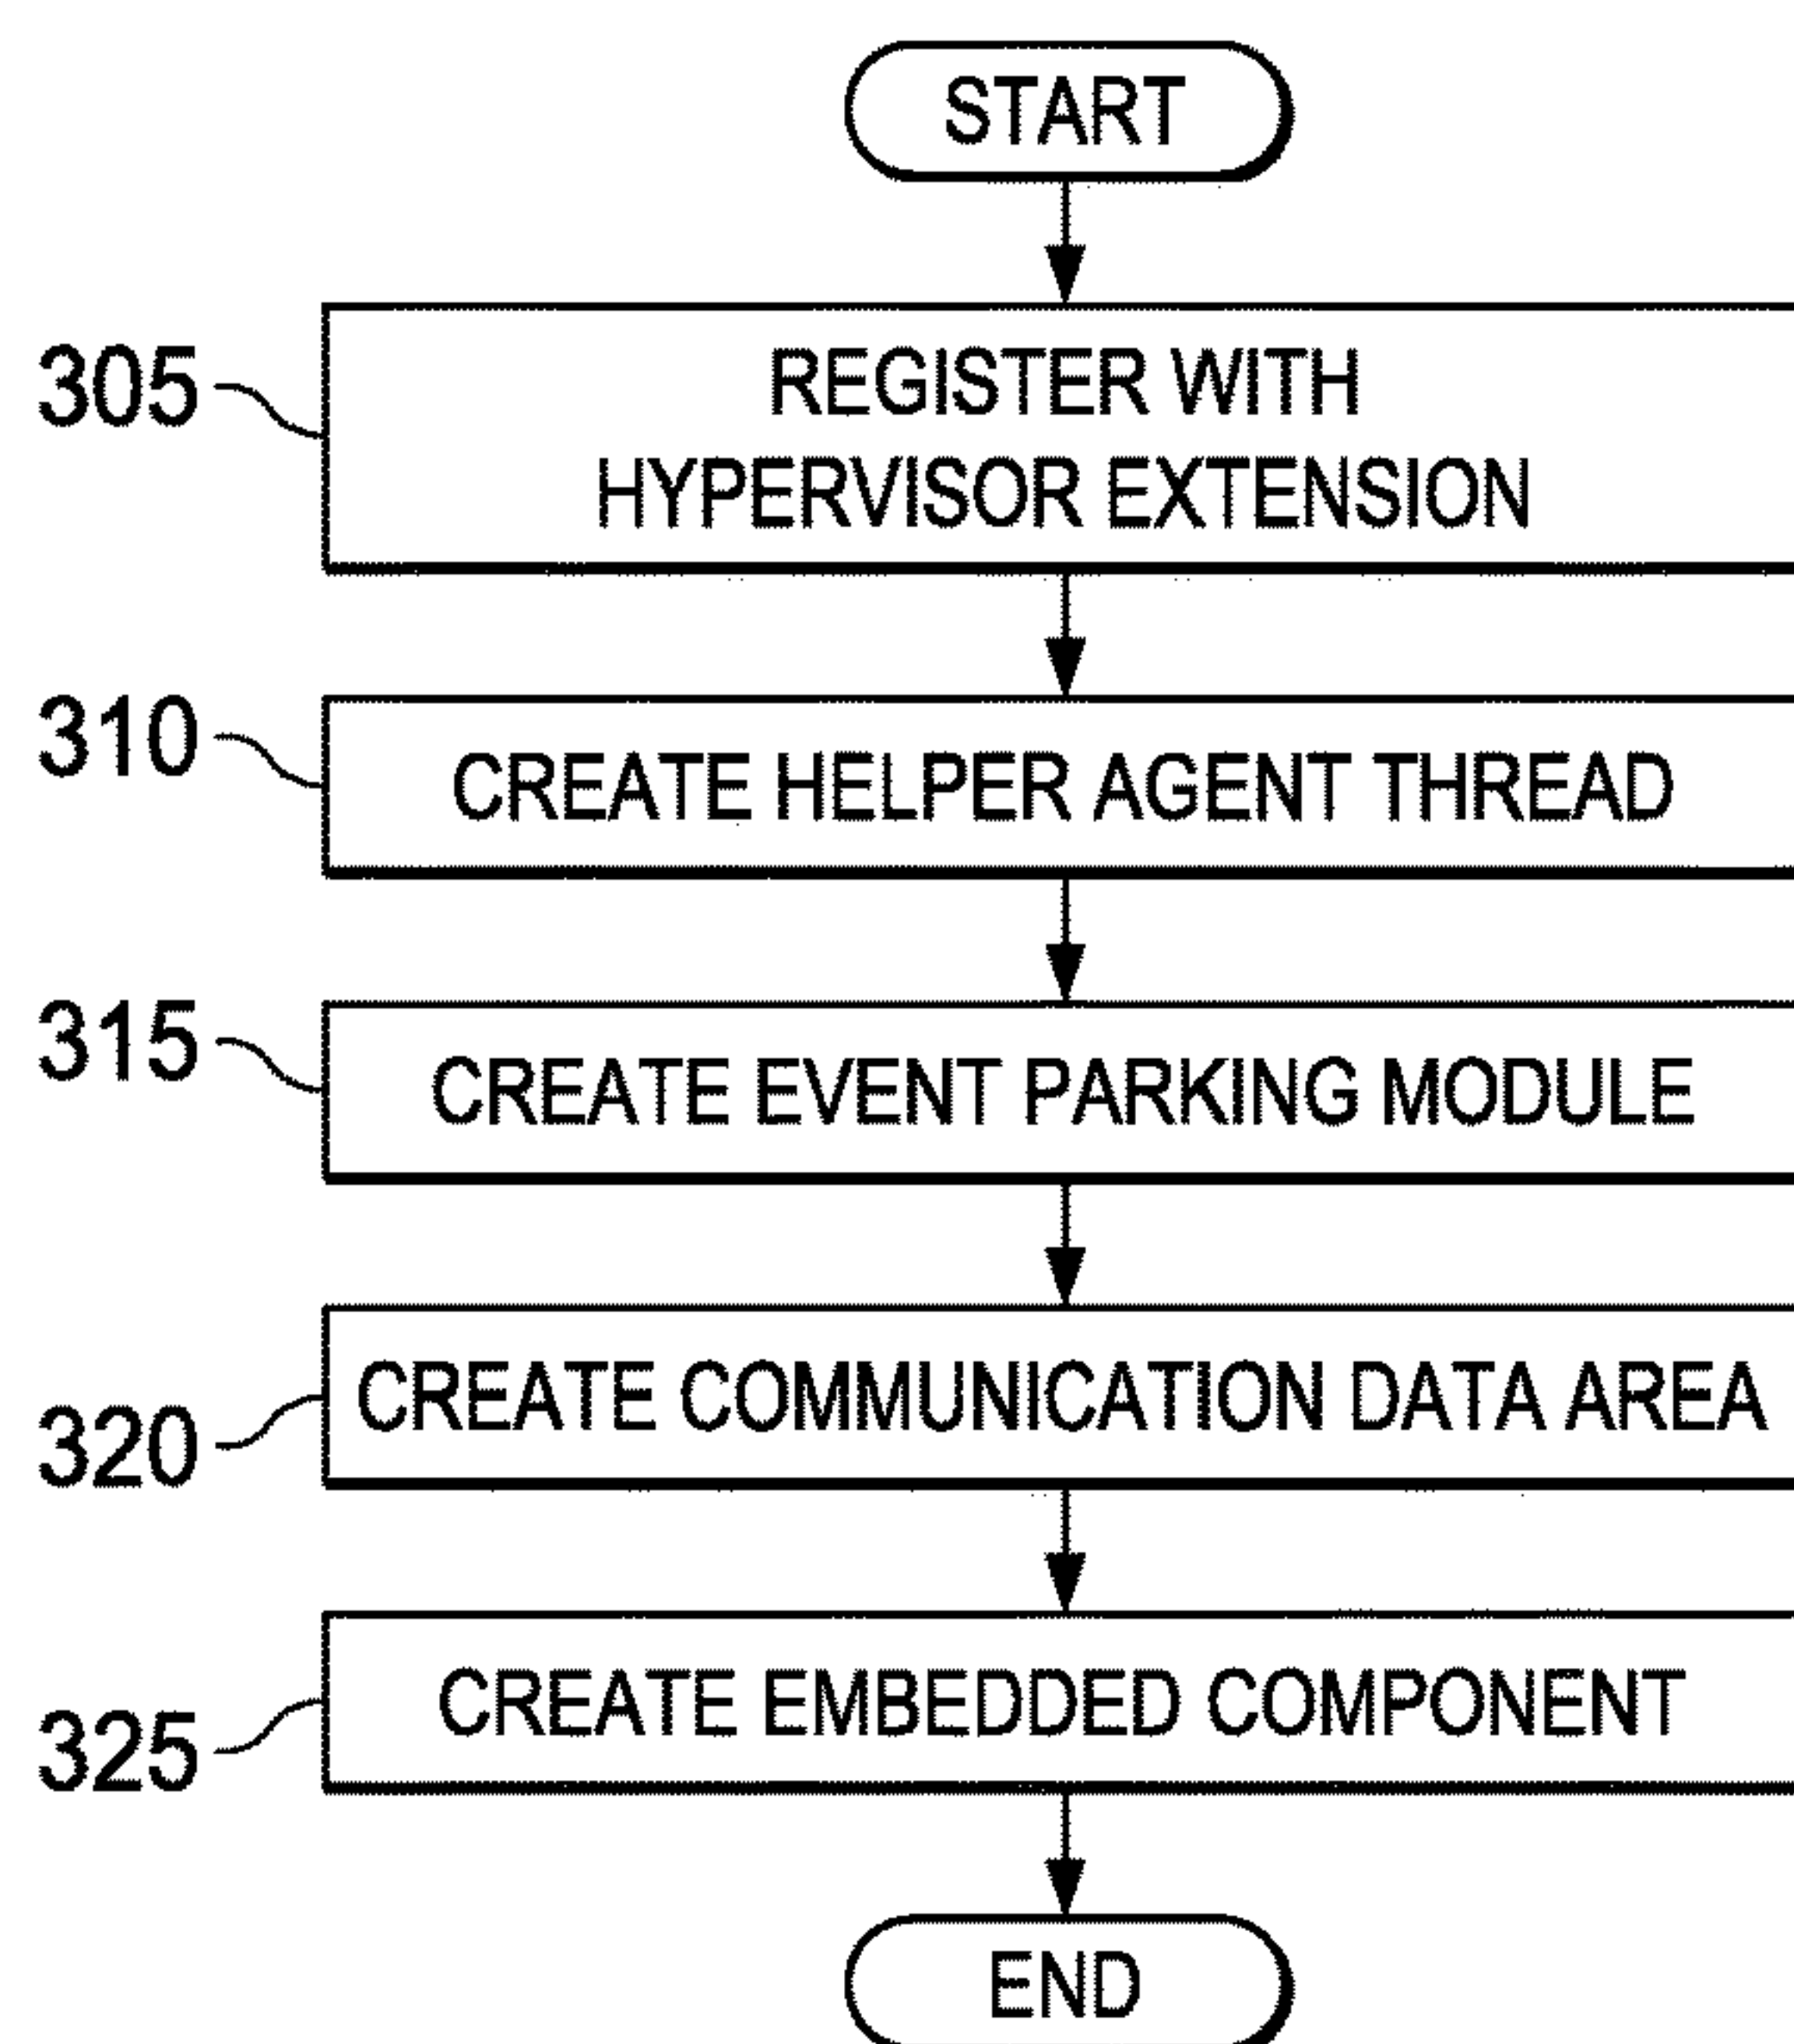 START
305
REGISTER WITH
HYPERVISOR EXTENSION
310
CREATE HELPER AGENT THREAD
315
CREATE EVENT PARKING MODULE
320
CREATE COMMUNICATION DATA AREA
325
CREATE EMBEDDED COMPONENT
END